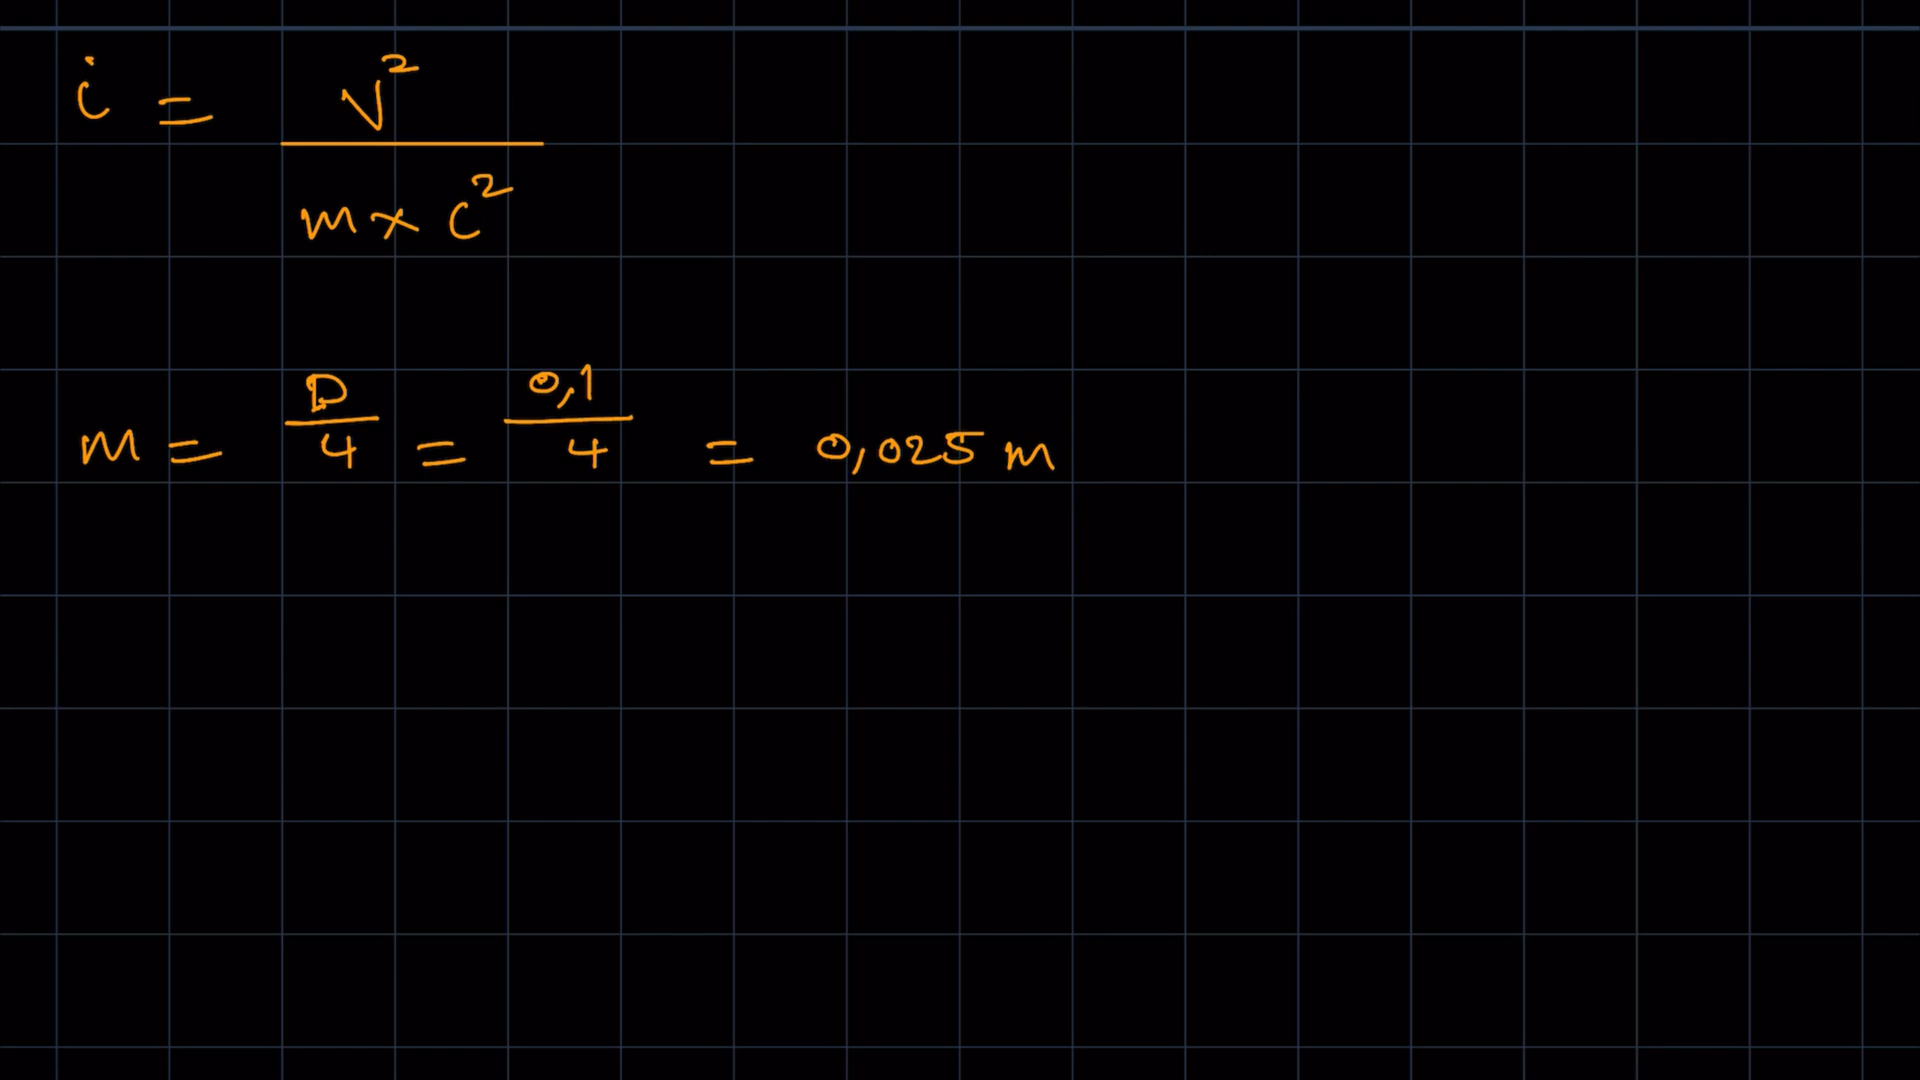 i = V² / m × c²
m = D/4 = 0,1/4 = 0,025 m